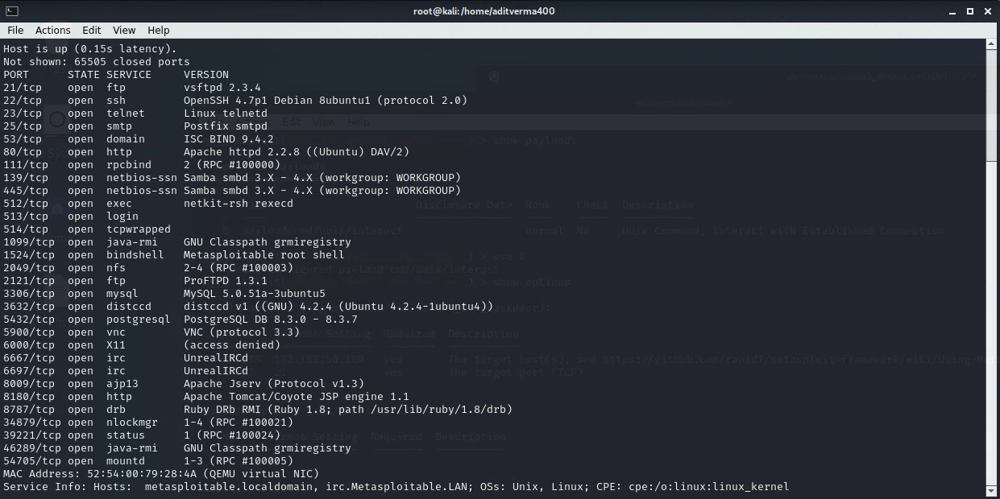 root@kali:/home/aditverma400
File Actions Edit View Help
Host is up (0.15s latency).
Not shown: 65505 closed ports
PORT STATE SERVICE VERSION
21/tcp open ftp vsftpd 2.3.4
22/tcp open ssh OpenSSH 4.7p1 Debian 8ubuntu1 (protocol 2.0)
23/tcp open telnet Linux telnetd
25/tcp open smtp Postfix smtpd
53/tcp open domain ISC BIND 9.4.2
80/tcp open http Apache httpd 2.2.8 ((Ubuntu) DAV/2)
111/tcp open rpcbind 2 (RPC #100000)
139/tcp open netbios-ssn Samba smbd 3.X - 4.X (workgroup: WORKGROUP)
445/tcp open netbios-ssn Samba smbd 3.X - 4.X (workgroup: WORKGROUP)
512/tcp open exec netkit-rsh rexecd
513/tcp open login
514/tcp open tcpwrapped
1099/tcp open java-rmi GNU Classpath grmiregistry
1524/tcp open bindshell Metasploitable root shell
2049/tcp open nfs 2-4 (RPC #100003)
2121/tcp open ftp ProFTPD 1.3.1
3306/tcp open mysql MySQL 5.0.51a-3ubuntu5
3632/tcp open distccd distccd v1 ((GNU) 4.2.4 (Ubuntu 4.2.4-1ubuntu4))
5432/tcp open postgresql PostgreSQL DB 8.3.0 - 8.3.7
5900/tcp open vnc VNC (protocol 3.3)
6000/tcp open X11 (access denied)
6667/tcp open irc UnrealIRCd
6697/tcp open irc UnrealIRCd
8009/tcp open ajp13 Apache Jserv (Protocol v1.3)
8180/tcp open http Apache Tomcat/Coyote JSP engine 1.1
8787/tcp open drb Ruby DRb RMI (Ruby 1.8; path /usr/lib/ruby/1.8/drb)
34879/tcp open nlockmgr 1-4 (RPC #100021)
39221/tcp open status 1 (RPC #100024)
46289/tcp open java-rmi GNU Classpath grmiregistry
54705/tcp open mountd 1-3 (RPC #100005)
MAC Address: 52:54:00:79:28:4A (QEMU virtual NIC)
Service Info: Hosts: metasploitable.localdomain, irc.Metasploitable.LAN; OSs: Unix, Linux; CPE: cpe:/o:linux:linux_kernel